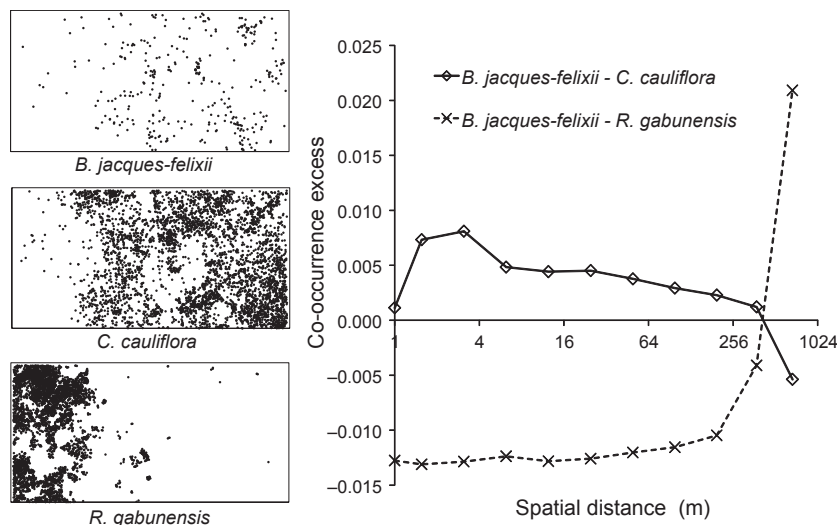 B. jacques-felixii
C. cauliflora
R. gabunensis
Co-occurrence excess
0.025
0.020
0.015
0.010
0.005
0.000
−0.005
−0.010
−0.015
B. jacques-felixii - C. cauliflora
B. jacques-felixii - R. gabunensis
1 4 16 64 256 1024
Spatial distance (m)